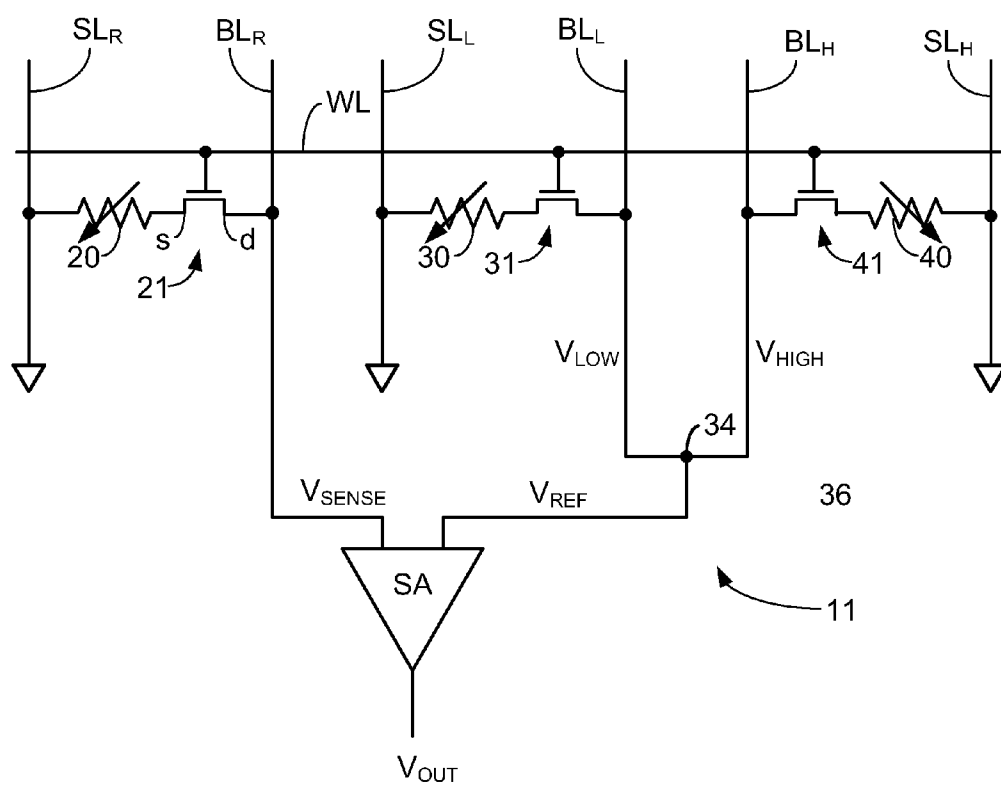 SL_R BL_R SL_L BL_L BL_H SL_H
WL
20 s d 30 31 41 40
21
V_LOW V_HIGH
34
V_SENSE V_REF 36
SA
11
V_OUT